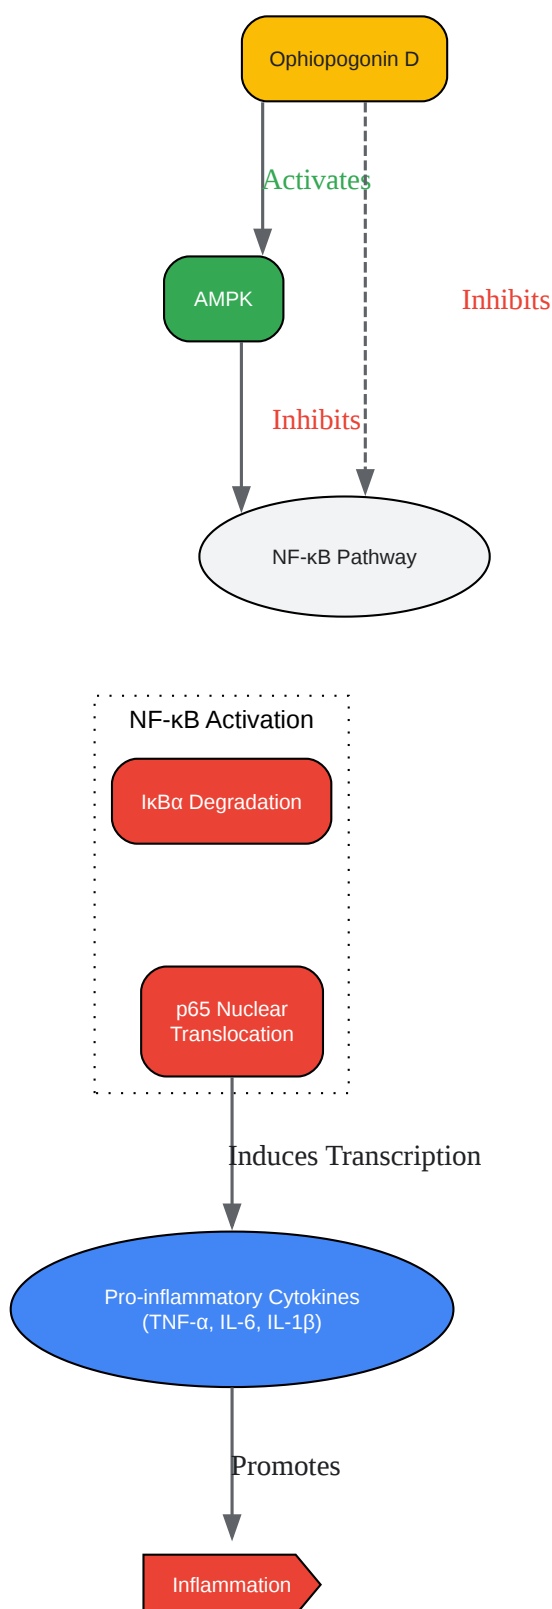 Ophiopogonin D
Activates
AMPK
Inhibits
Inhibits
NF-κB Pathway
NF-κB Activation
IκBα Degradation
p65 Nuclear
Translocation
Induces Transcription
Pro-inflammatory Cytokines
(TNF-α, IL-6, IL-1β)
Promotes
Inflammation